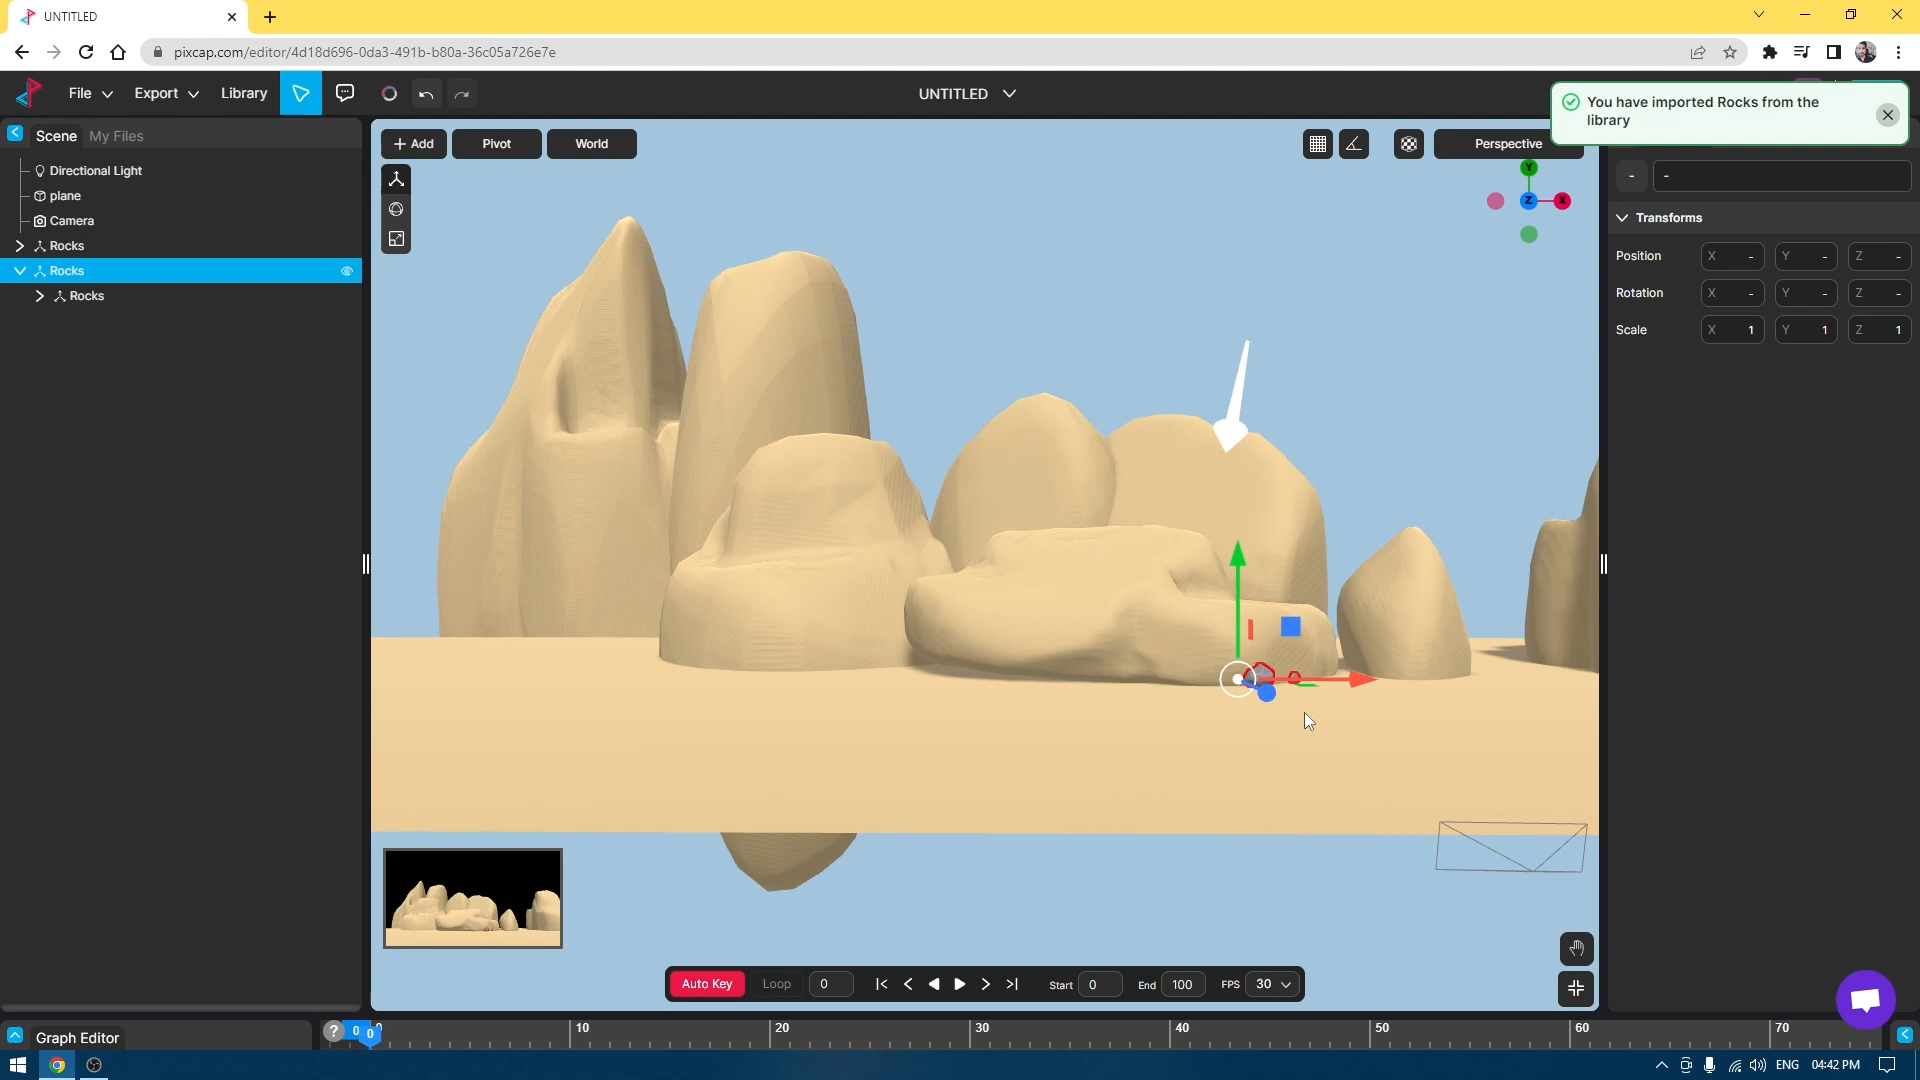 UNTITLED
pixcap.com/editor/4d18d696-0da3-491b-b80a-36c05a726e7e
File
Export
Library
UNTITLED
You have imported Rocks from the
library
Scene
My Files
+ Add
Pivot
World
Perspective
Directional Light
plane
Camera
Rocks
Rocks
Rocks
Y
Z
X
-
-
Transforms
Position X - Y - Z -
Rotation X - Y - Z -
Scale X 1 Y 1 Z 1
Auto Key
Loop
0
Start 0
End 100
FPS 30
Graph Editor
?
0
0
0
10
20
30
40
50
60
70
ENG
04:42 PM